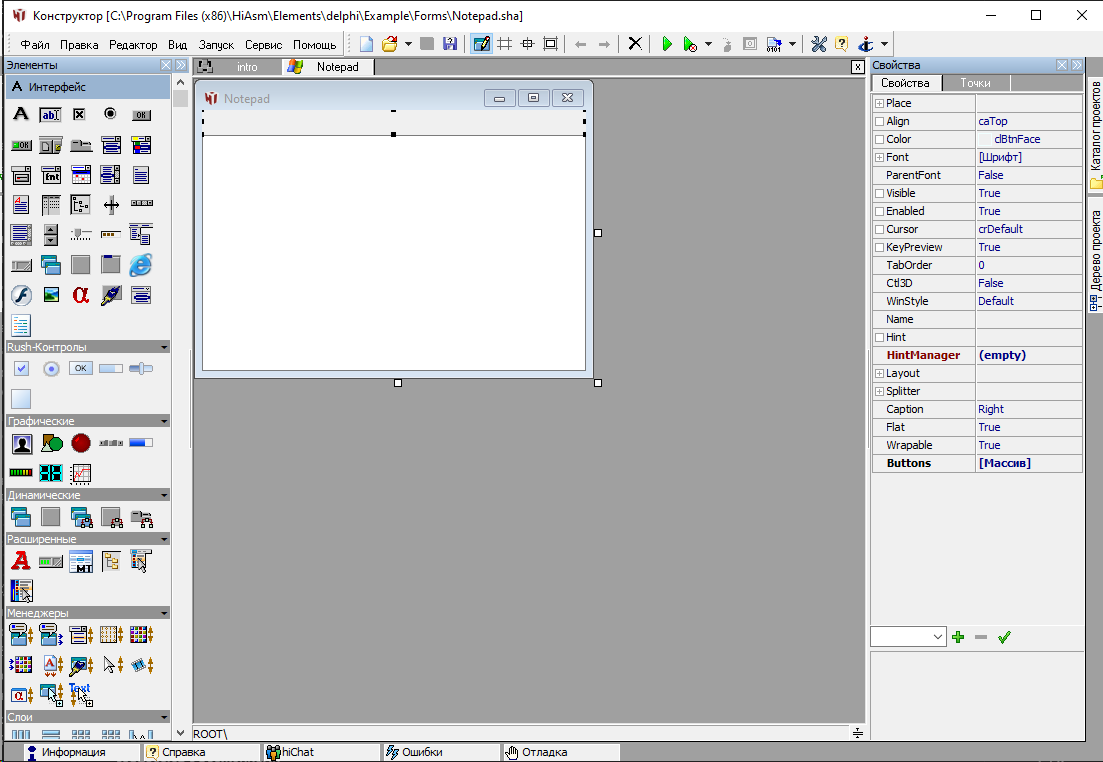 Конструктор [C:\Program Files (x86)\HiAsm\Elements\delphi\Example\Forms\Notepad.sha]
Файл Правка Редактор Вид Запуск Сервис Помощь
Элементы
intro Notepad
Свойства
Интерфейс
Свойства Точки
Notepad
Place
Align caTop
Color clBtnFace
Font [Шрифт]
ParentFont False
Visible True
Enabled True
Cursor crDefault
KeyPreview True
TabOrder 0
Ctl3D False
WinStyle Default
Name
Hint
HintManager (empty)
Layout
Splitter
Caption Right
Flat True
Wrapable True
Buttons [Массив]
Каталог проектов
Дерево проекта
Rush-Контролы
OK
Графические
Динамические
Расширенные
MT
Менеджеры
Text
Слои
ROOT\
Информация Справка hiChat Ошибки Отладка